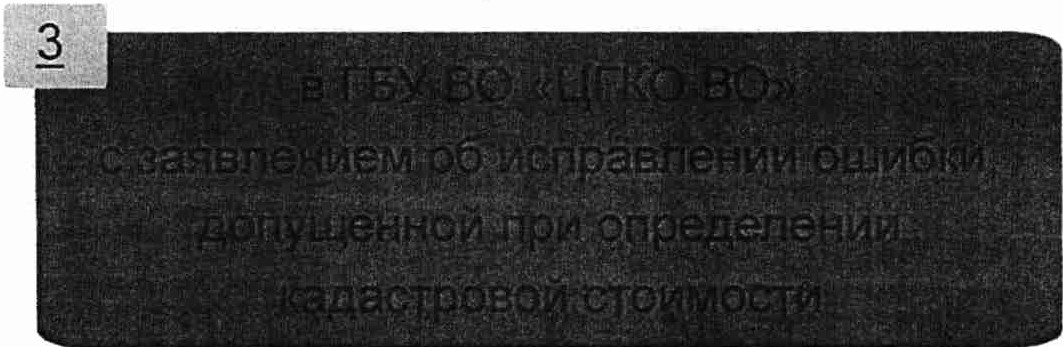 3
в ГБУ ВО «ЦГКО ВО»
с заявлением об исправлении ошибки,
допущенной при определении
кадастровой стоимости